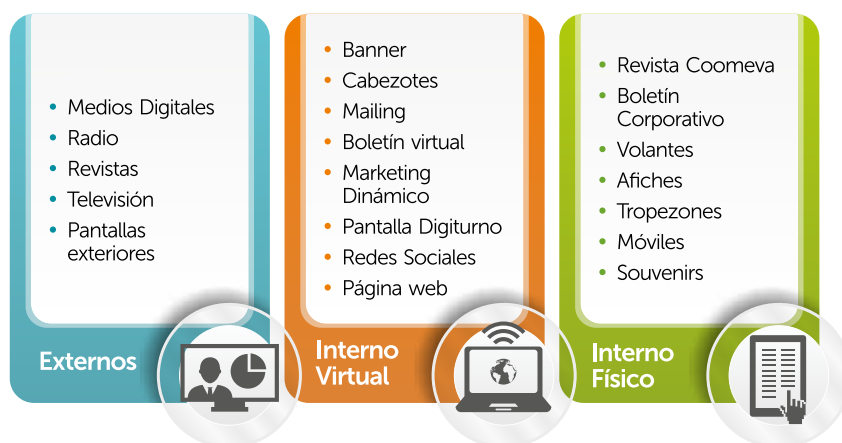 • Medios Digitales
• Radio
• Revistas
• Televisión
• Pantallas
exteriores
Externos
• Banner
• Cabezotes
• Mailing
• Boletín virtual
• Marketing
Dinámico
• Pantalla Digiturno
• Redes Sociales
• Página web
Interno
Virtual
• Revista Coomeva
• Boletín
Corporativo
• Volantes
• Afiches
• Tropezones
• Móviles
• Souvenirs
Interno
Físico